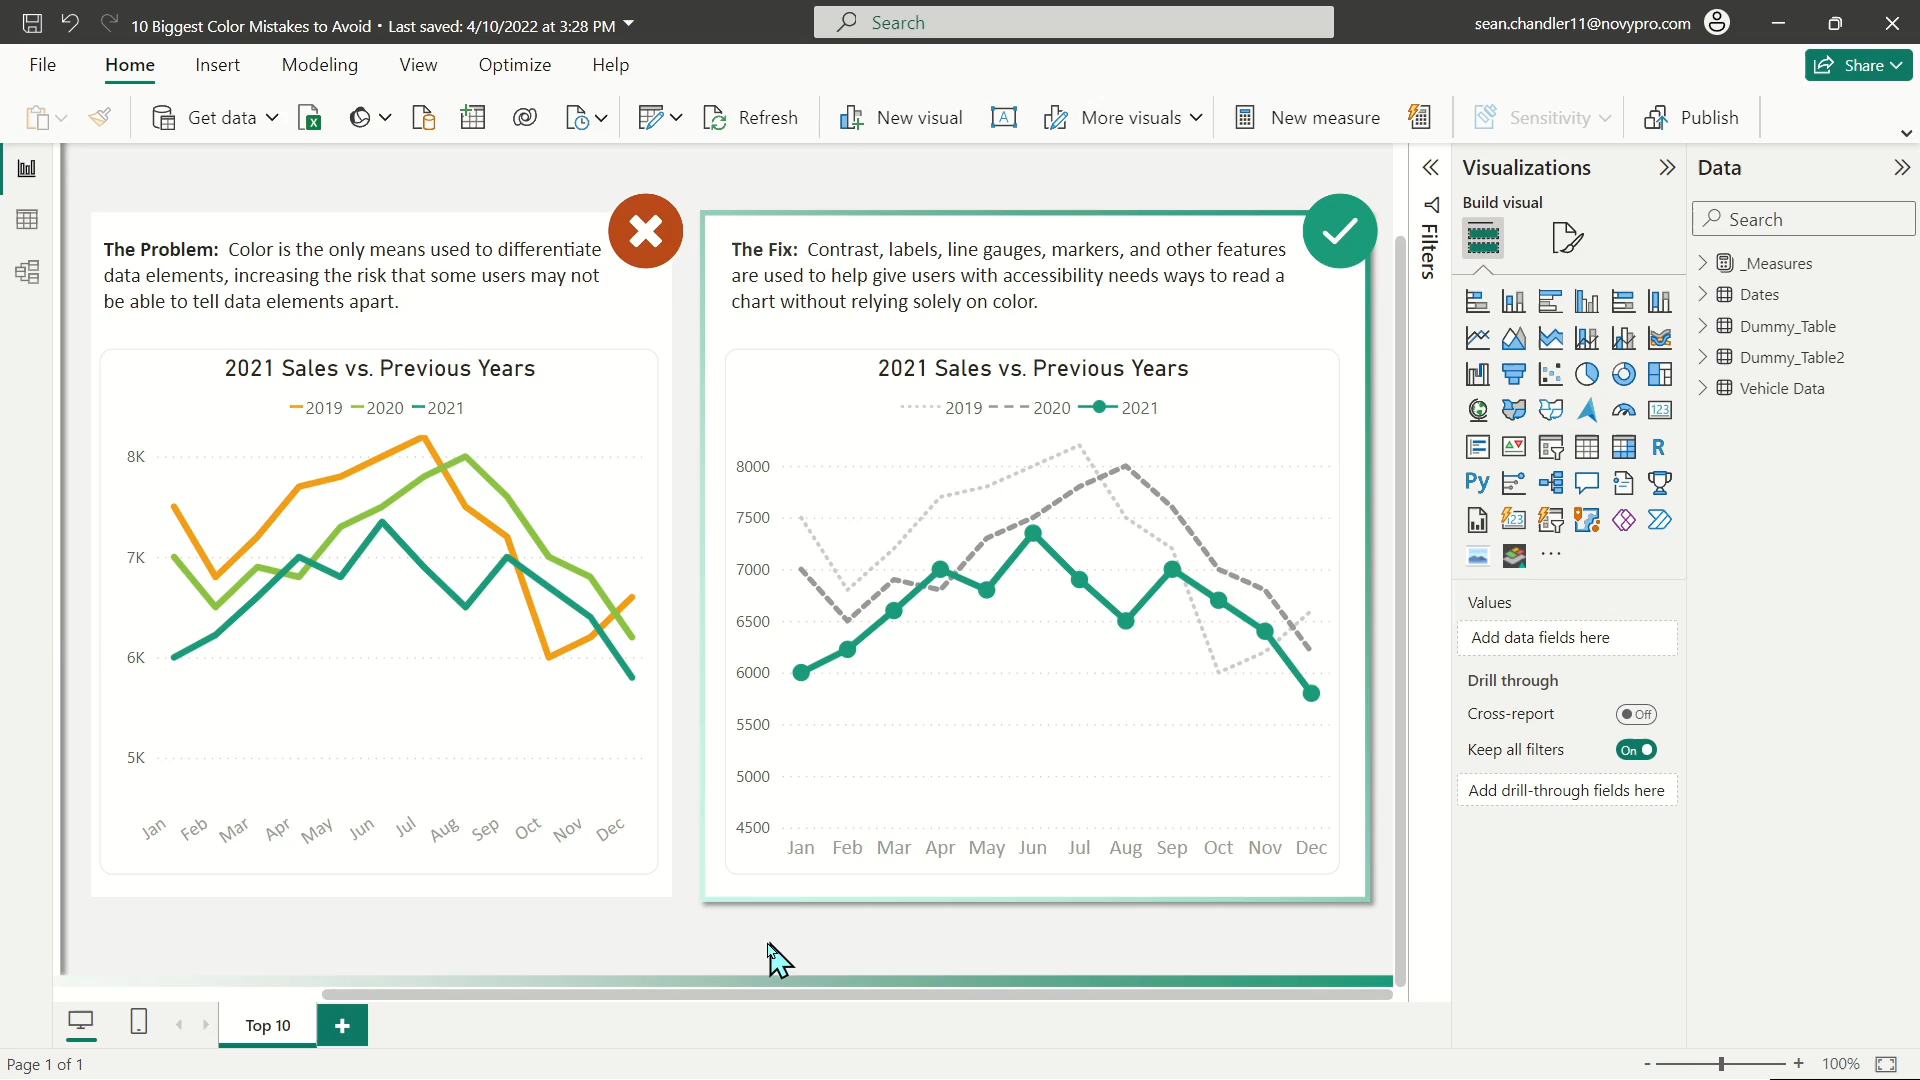 10 Biggest Color Mistakes to Avoid • Last saved: 4/10/2022 at 3:28 PM
Search
sean.chandler11@novypro.com
File Home Insert Modeling View Optimize Help
Share
Get data
Refresh
New visual
A
More visuals
New measure
Sensitivity
Publish
The Problem: Color is the only means used to differentiate
data elements, increasing the risk that some users may not
be able to tell data elements apart.
2021 Sales vs. Previous Years
2019 2020 2021
8K
7K
6K
5K
Jan Feb Mar Apr May Jun Jul Aug Sep Oct Nov Dec
The Fix: Contrast, labels, line gauges, markers, and other features
are used to help give users with accessibility needs ways to read a
chart without relying solely on color.
2021 Sales vs. Previous Years
2019 2020 2021
8000
7500
7000
6500
6000
5500
5000
4500
Jan Feb Mar Apr May Jun Jul Aug Sep Oct Nov Dec
Filters
Visualizations
Build visual
123
R
Py
123
Values
Add data fields here
Drill through
Cross-report
Off
Keep all filters
On
Add drill-through fields here
Data
Search
_Measures
Dates
Dummy_Table
Dummy_Table2
Vehicle Data
Top 10
Page 1 of 1
100%